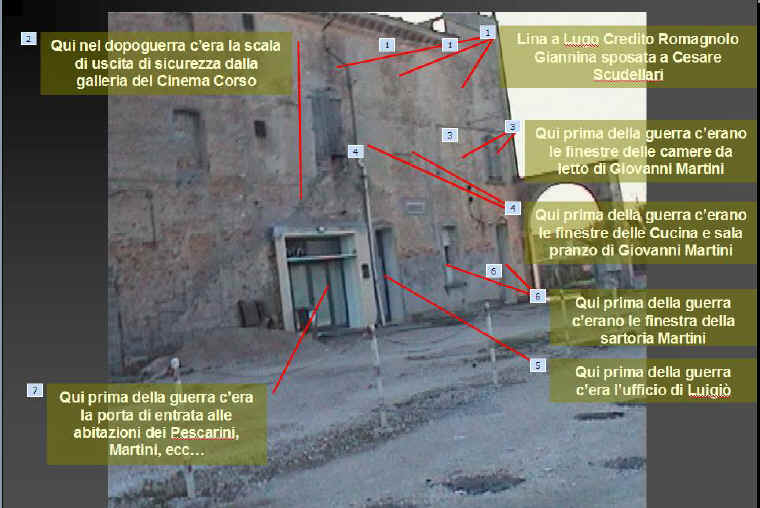 2
Qui nel dopoguerra c'era la scala
di uscita di sicurezza dalla
galleria del Cinema Corso
1
1
1
Lina a Lugo Credito Romagnolo
Giannina sposata a Cesare
Scudellari
3
3
Qui prima della guerra c'erano
le finestre delle camere da
letto di Giovanni Martini
4
4
Qui prima della guerra c'erano
le finestre delle Cucina e sala
pranzo di Giovanni Martini
6
6
Qui prima della guerra
c'erano le finestra della
sartoria Martini
5
Qui prima della guerra
c'era l'ufficio di Luigiò
7
Qui prima della guerra c'era
la porta di entrata alle
abitazioni dei Pescarini,
Martini, ecc…